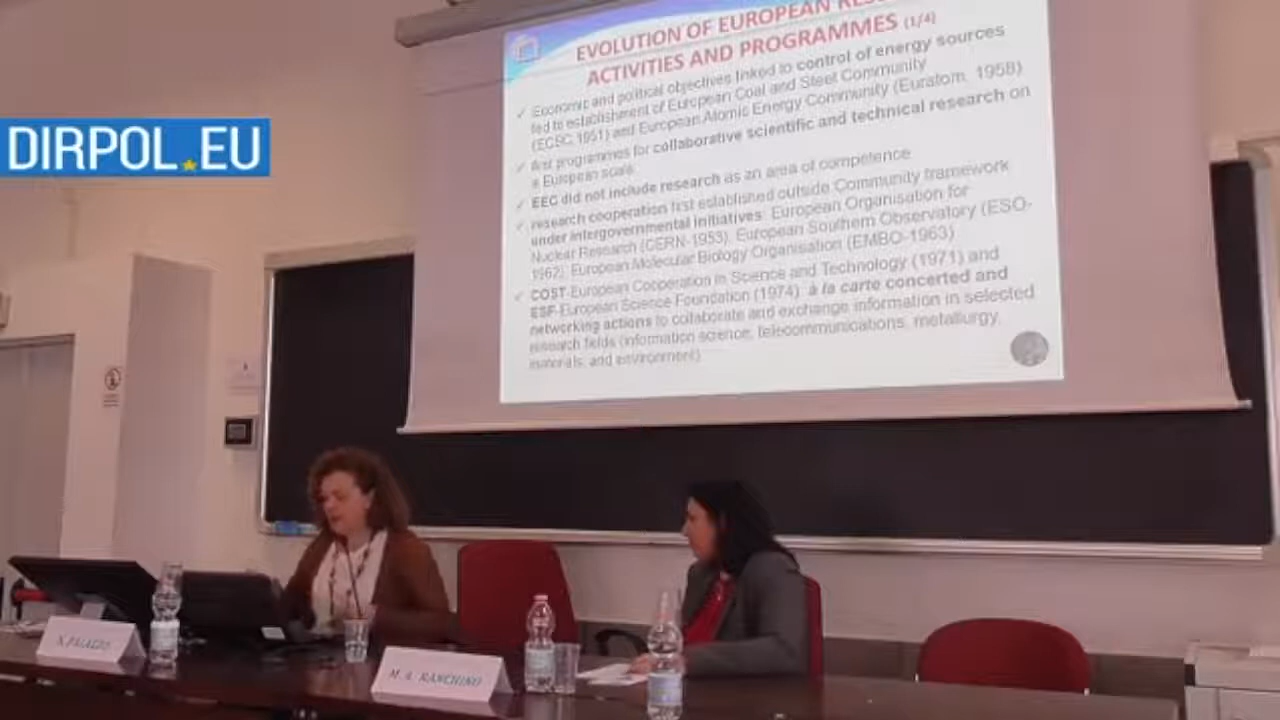 EVOLUTION OF EUROPEAN
ACTIVITIES AND PROGRAMMES (1/4)
✓ Economic and political objectives linked to control of energy sources
led to establishment of European Coal and Steel Community
(ECSC, 1951) and European Atomic Energy Community (Euratom, 1958)
✓ first programmes for collaborative scientific and technical research on
a European scale
✓ EEC did not include research as an area of competence
✓ research cooperation first established outside Community framework
under intergovernmental initiatives: European Organisation for
Nuclear Research (CERN-1953), European Southern Observatory (ESO-
1962), European Molecular Biology Organisation (EMBO-1963)
✓ COST-European Cooperation in Science and Technology (1971) and
ESF-European Science Foundation (1974): à la carte concerted and
networking actions to collaborate and exchange information in selected
research fields (information science, telecommunications, metallurgy,
materials, and environment)
DIRPOL.EU
M. A. RANCHINO